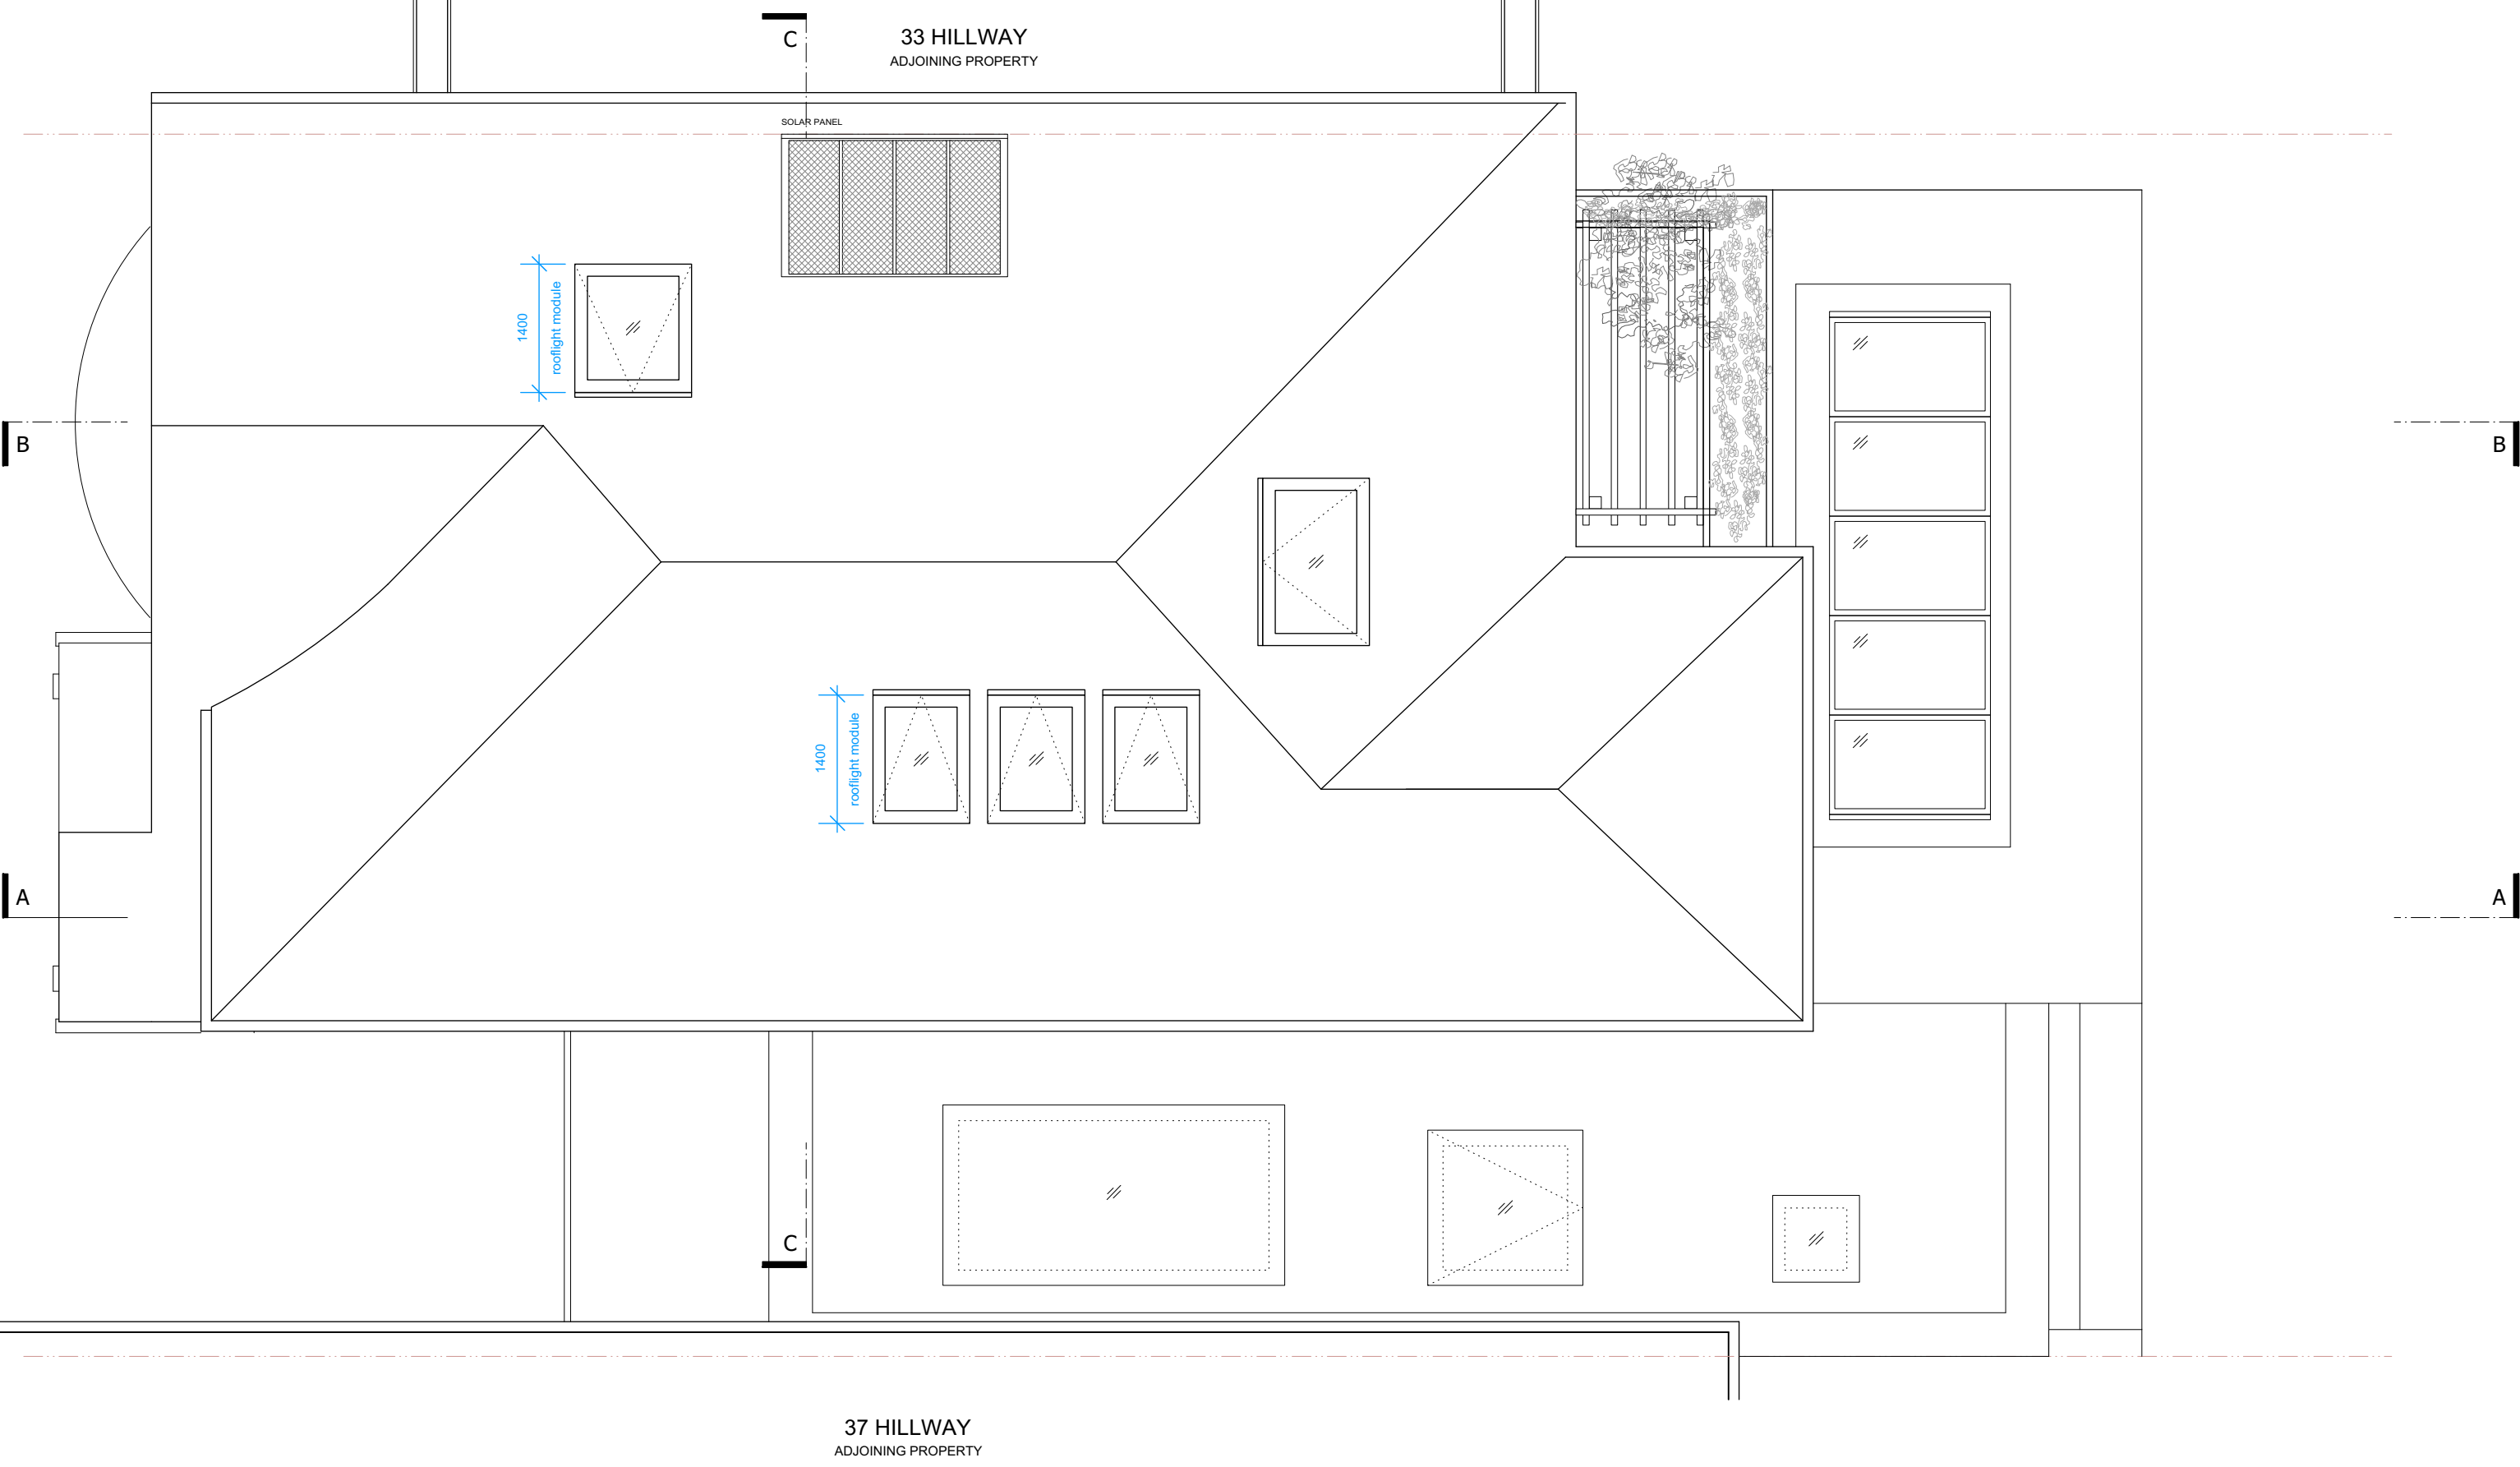 C
33 HILLWAY
ADJOINING PROPERTY
SOLAR PANEL
1400
rooflight module
B
B
1400
rooflight module
A
A
C
37 HILLWAY
ADJOINING PROPERTY